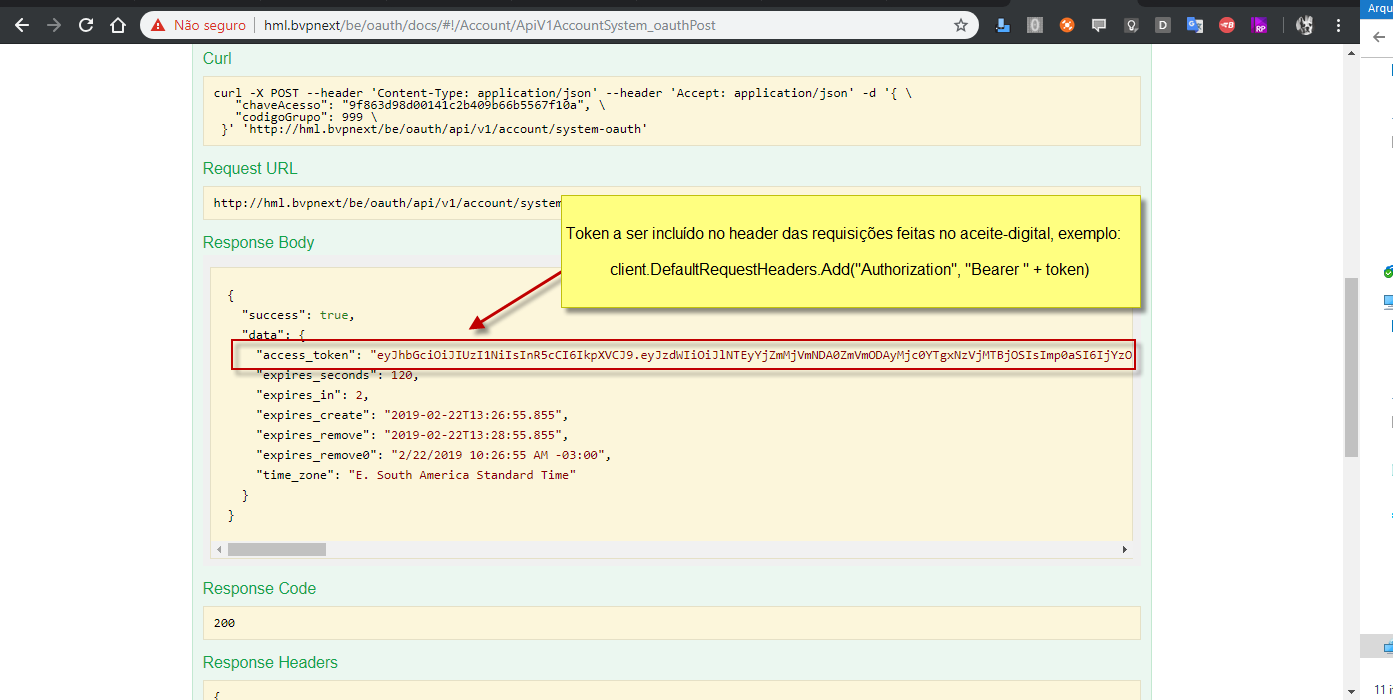 Arqu
Não seguro
hml.bvpnext/be/oauth/docs/#!/Account/ApiV1AccountSystem_oauthPost
Curl
curl -X POST --header 'Content-Type: application/json' --header 'Accept: application/json' -d '{ \
"chaveAcesso": "9f863d98d00141c2b409b66b5567f10a", \
"codigoGrupo": 999 \
}' 'http://hml.bvpnext/be/oauth/api/v1/account/system-oauth'
Request URL
http://hml.bvpnext/be/oauth/api/v1/account/system
Token a ser incluído no header das requisições feitas no aceite-digital, exemplo:
client.DefaultRequestHeaders.Add("Authorization", "Bearer " + token)
Response Body
{
"success": true,
"data": {
"access_token": "eyJhbGciOiJIUzI1NiIsInR5cCI6IkpXVCJ9.eyJzdWIiOiJlNTEyYjZmMjVmNDA0ZmVmODAyMjc0YTgxNzVjMTBjOSIsImp0aSI6IjYzO
"expires_seconds": 120,
"expires_in": 2,
"expires_create": "2019-02-22T13:26:55.855",
"expires_remove": "2019-02-22T13:28:55.855",
"expires_remove0": "2/22/2019 10:26:55 AM -03:00",
"time_zone": "E. South America Standard Time"
}
}
Response Code
200
Response Headers
{
11 i